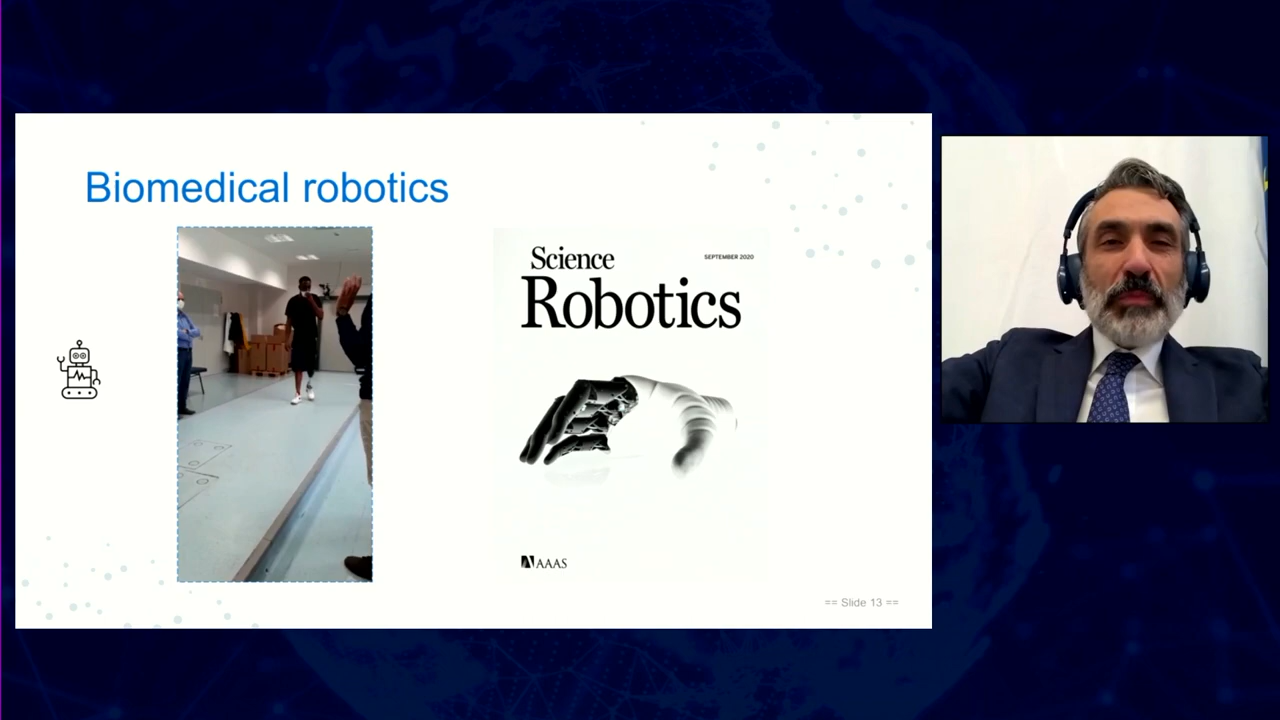 Biomedical robotics
Science
SEPTEMBER 2020
Robotics
AAAS
== Slide 13 ==